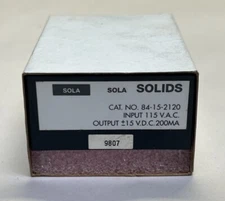 SOLA SOLA SOLIDS
CAT. NO. 84-15-2120
INPUT 115 V.A.C.
OUTPUT ±15 V.D.C. 200MA
9807